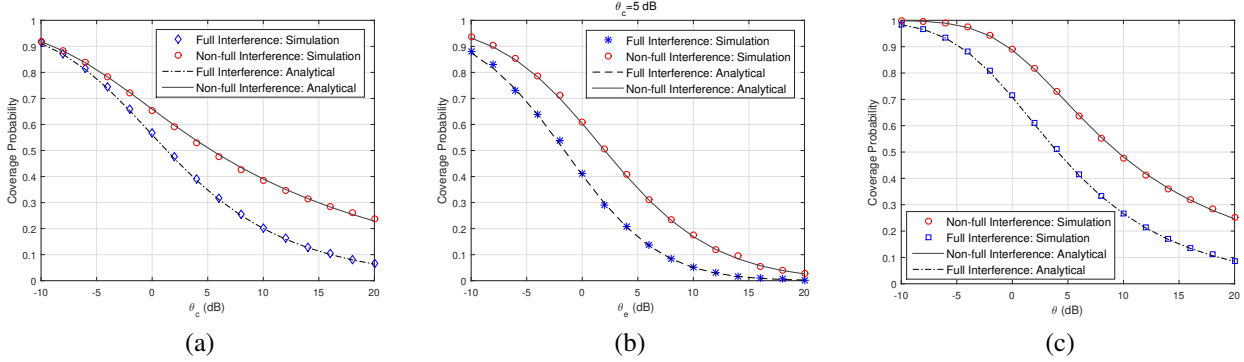 1
0.9
0.8
0.7
0.6
0.5
0.4
0.3
0.2
0.1
0
Coverage Probability
Full Interference: Simulation
Non-full Interference: Simulation
Full Interference: Analytical
Non-full Interference: Analytical
-10 -5 0 5 10 15 20
θc (dB)
(a)
θc=5 dB
1
0.9
0.8
0.7
0.6
0.5
0.4
0.3
0.2
0.1
0
Coverage Probability
Full Interference: Simulation
Non-full Interference: Simulation
Full Interference: Analytical
Non-full Interference: Analytical
-10 -5 0 5 10 15 20
θe (dB)
(b)
1
0.9
0.8
0.7
0.6
0.5
0.4
0.3
0.2
0.1
0
Coverage Probability
Non-full Interference: Simulation
Full Interference: Simulation
Non-full Interference: Analytical
Full Interference: Analytical
-10 -5 0 5 10 15 20
θ (dB)
(c)